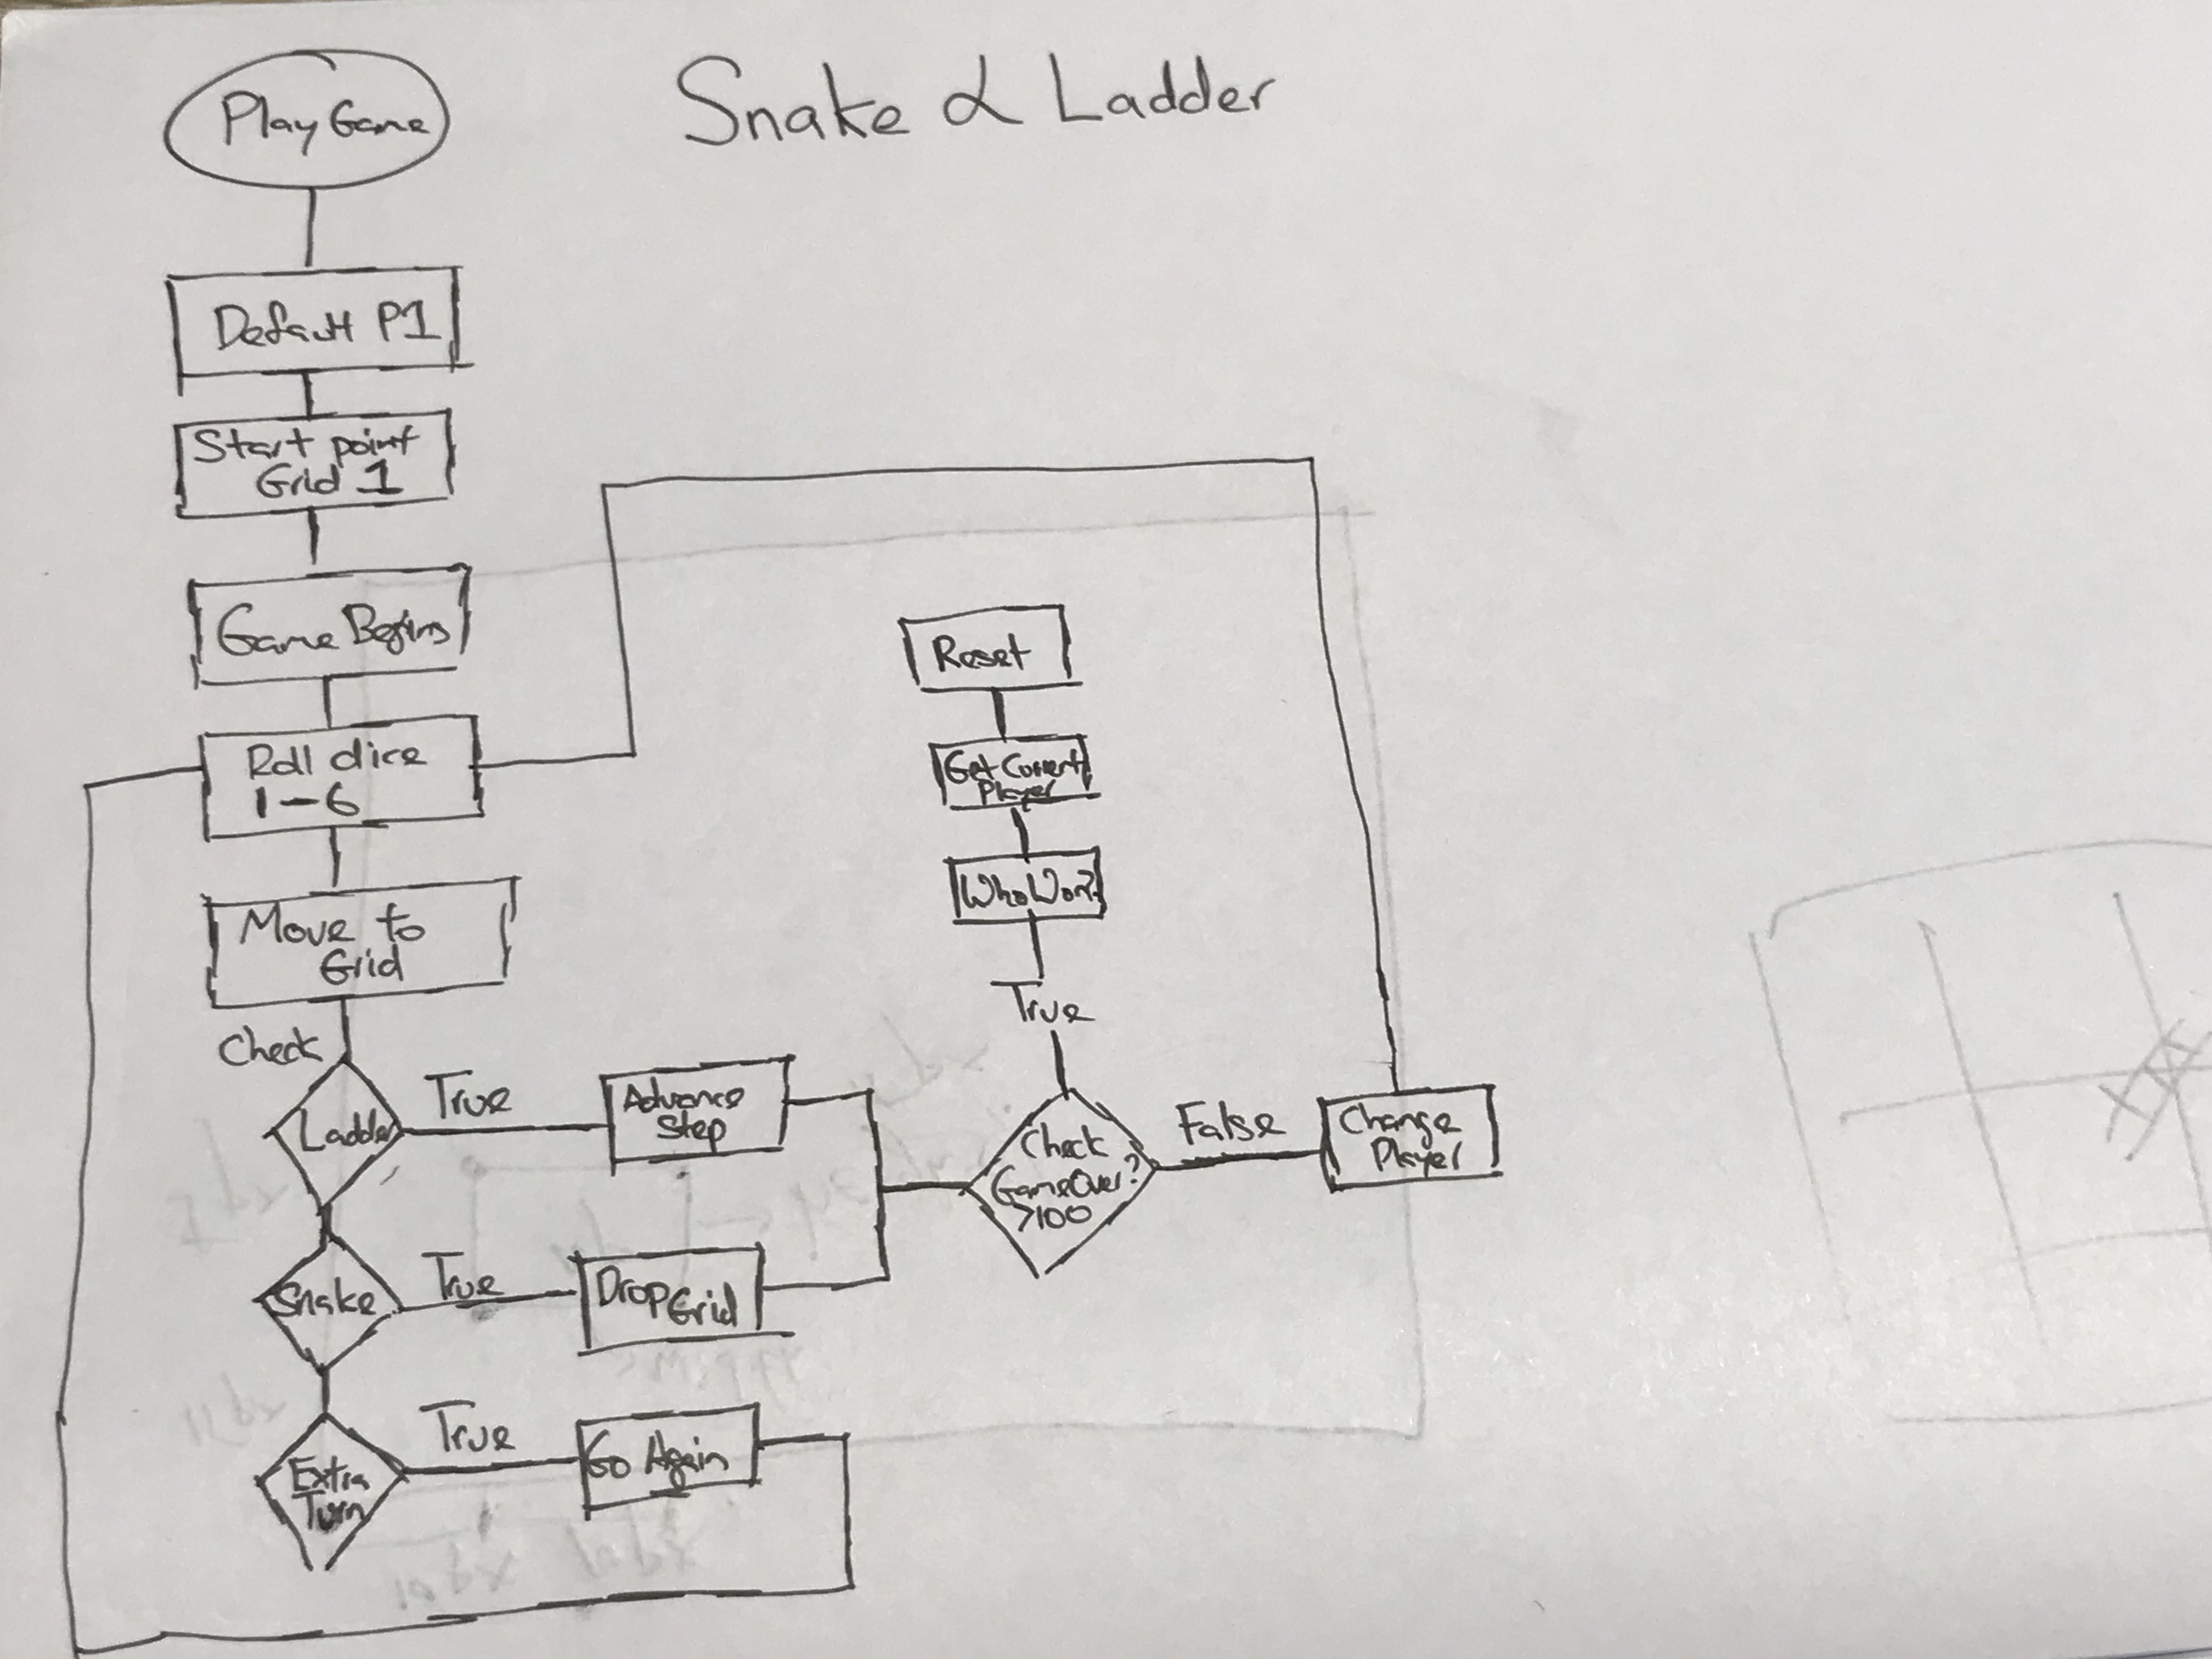 Play Game
Snake & Ladder
Default P1
Start point
Grid 1
Game Begins
Roll dice
1-6
Move to
Grid
Check
Ladder
True
Advance
Step
Snake
True
Drop Grid
Extra
Turn
True
Go Again
Reset
Get Current
Player
Who Won?
True
Check
GameOver?
>100
False
Change
Player